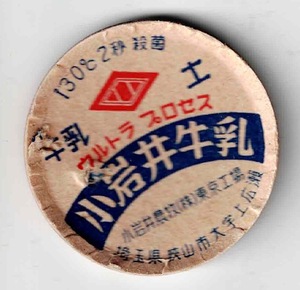 130℃2秒 殺菌
土
ウルトラ プロセス
小岩井牛乳
小岩井農牧(株)東京工場
埼玉県狭山市大字上広瀬